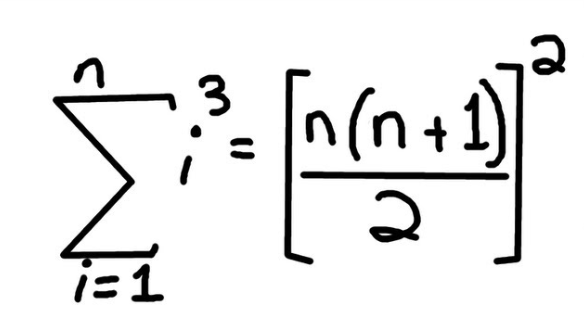 n
∑ i³ = [n(n+1)/2]²
i=1